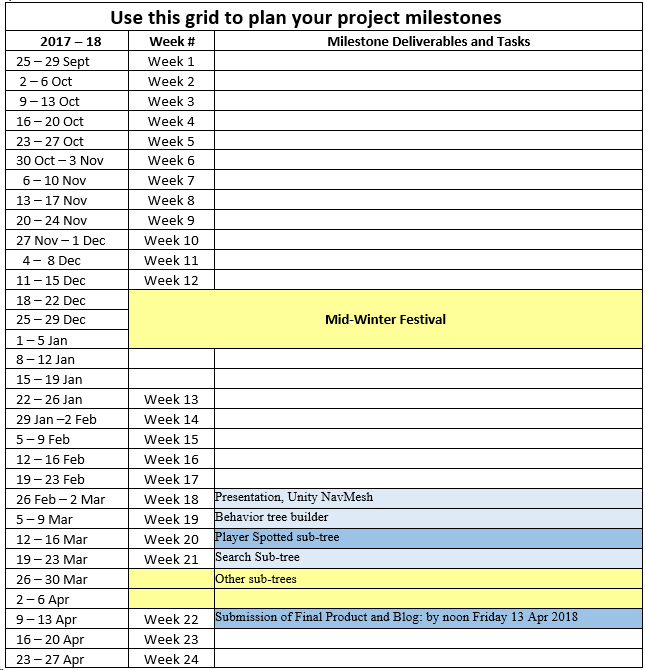 Use this grid to plan your project milestones
2017 – 18 Week # Milestone Deliverables and Tasks
25 – 29 Sept Week 1
2 – 6 Oct Week 2
9 – 13 Oct Week 3
16 – 20 Oct Week 4
23 – 27 Oct Week 5
30 Oct – 3 Nov Week 6
6 – 10 Nov Week 7
13 – 17 Nov Week 8
20 – 24 Nov Week 9
27 Nov – 1 Dec Week 10
4 – 8 Dec Week 11
11 – 15 Dec Week 12
18 – 22 Dec
25 – 29 Dec Mid-Winter Festival
1 – 5 Jan
8 – 12 Jan
15 – 19 Jan
22 – 26 Jan Week 13
29 Jan –2 Feb Week 14
5 – 9 Feb Week 15
12 – 16 Feb Week 16
19 – 23 Feb Week 17
26 Feb – 2 Mar Week 18 Presentation, Unity NavMesh
5 – 9 Mar Week 19 Behavior tree builder
12 – 16 Mar Week 20 Player Spotted sub-tree
19 – 23 Mar Week 21 Search Sub-tree
26 – 30 Mar Other sub-trees
2 – 6 Apr
9 – 13 Apr Week 22 Submission of Final Product and Blog: by noon Friday 13 Apr 2018
16 – 20 Apr Week 23
23 – 27 Apr Week 24